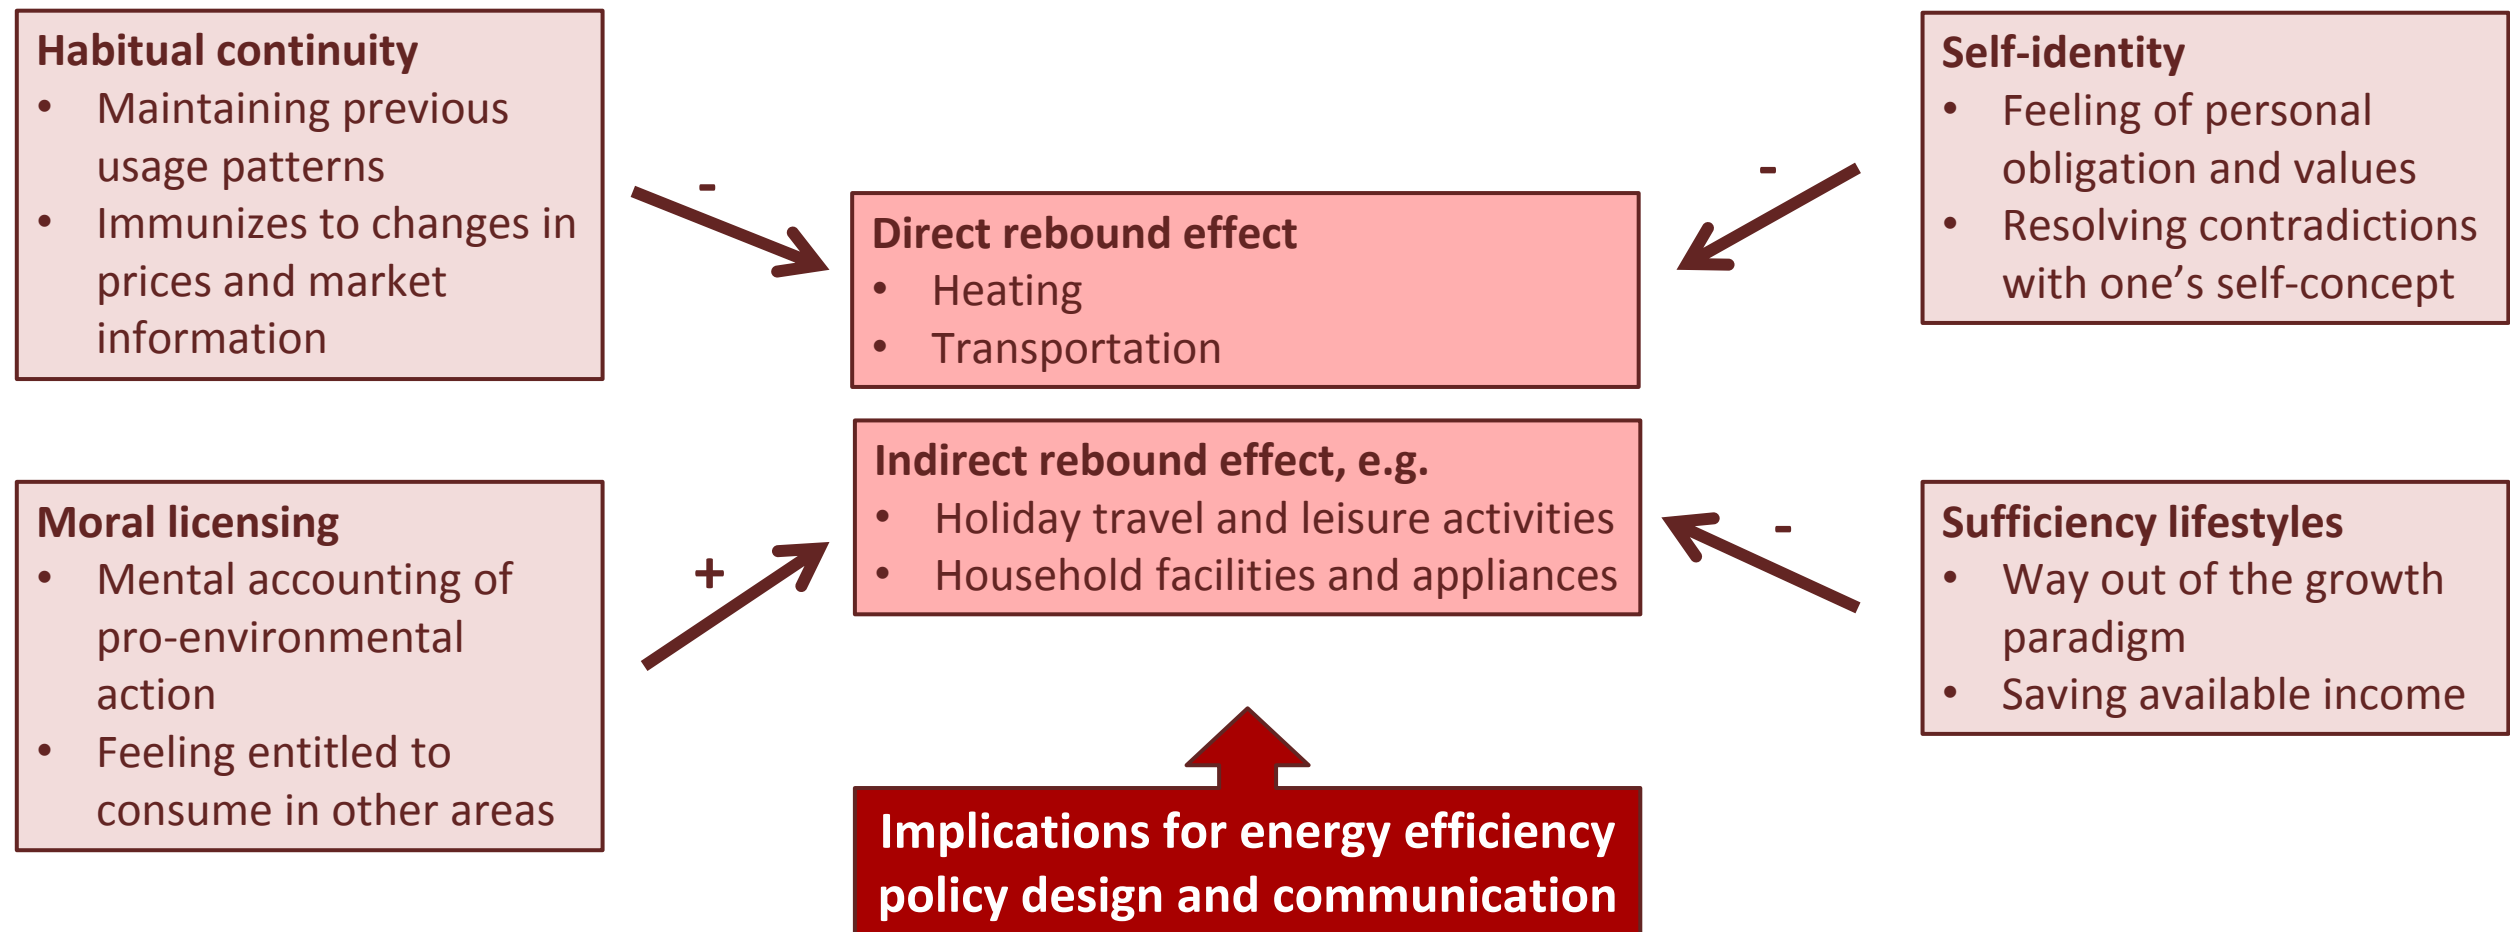 Habitual continuity
• Maintaining previous
usage patterns
• Immunizes to changes in
prices and market
information
-
Direct rebound effect
• Heating
• Transportation
-
Self-identity
• Feeling of personal
obligation and values
• Resolving contradictions
with one’s self-concept
Moral licensing
• Mental accounting of
pro-environmental
action
• Feeling entitled to
consume in other areas
+
Indirect rebound effect, e.g.
• Holiday travel and leisure activities
• Household facilities and appliances
-
Sufficiency lifestyles
• Way out of the growth
paradigm
• Saving available income
Implications for energy efficiency
policy design and communication